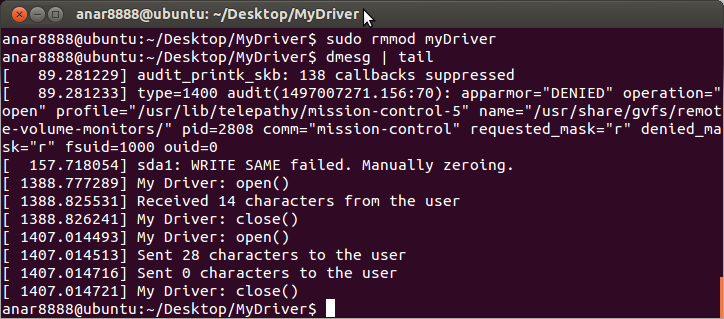 anar8888@ubuntu: ~/Desktop/MyDriver
anar8888@ubuntu:~/Desktop/MyDriver$ sudo rmmod myDriver
anar8888@ubuntu:~/Desktop/MyDriver$ dmesg | tail
[   89.281229] audit_printk_skb: 138 callbacks suppressed
[   89.281233] type=1400 audit(1497007271.156:70): apparmor="DENIED" operation="
open" profile="/usr/lib/telepathy/mission-control-5" name="/usr/share/gvfs/remot
e-volume-monitors/" pid=2808 comm="mission-control" requested_mask="r" denied_ma
sk="r" fsuid=1000 ouid=0
[  157.718054] sda1: WRITE SAME failed. Manually zeroing.
[ 1388.777289] My Driver: open()
[ 1388.825531] Received 14 characters from the user
[ 1388.826241] My Driver: close()
[ 1407.014493] My Driver: open()
[ 1407.014513] Sent 28 characters to the user
[ 1407.014716] Sent 0 characters to the user
[ 1407.014721] My Driver: close()
anar8888@ubuntu:~/Desktop/MyDriver$